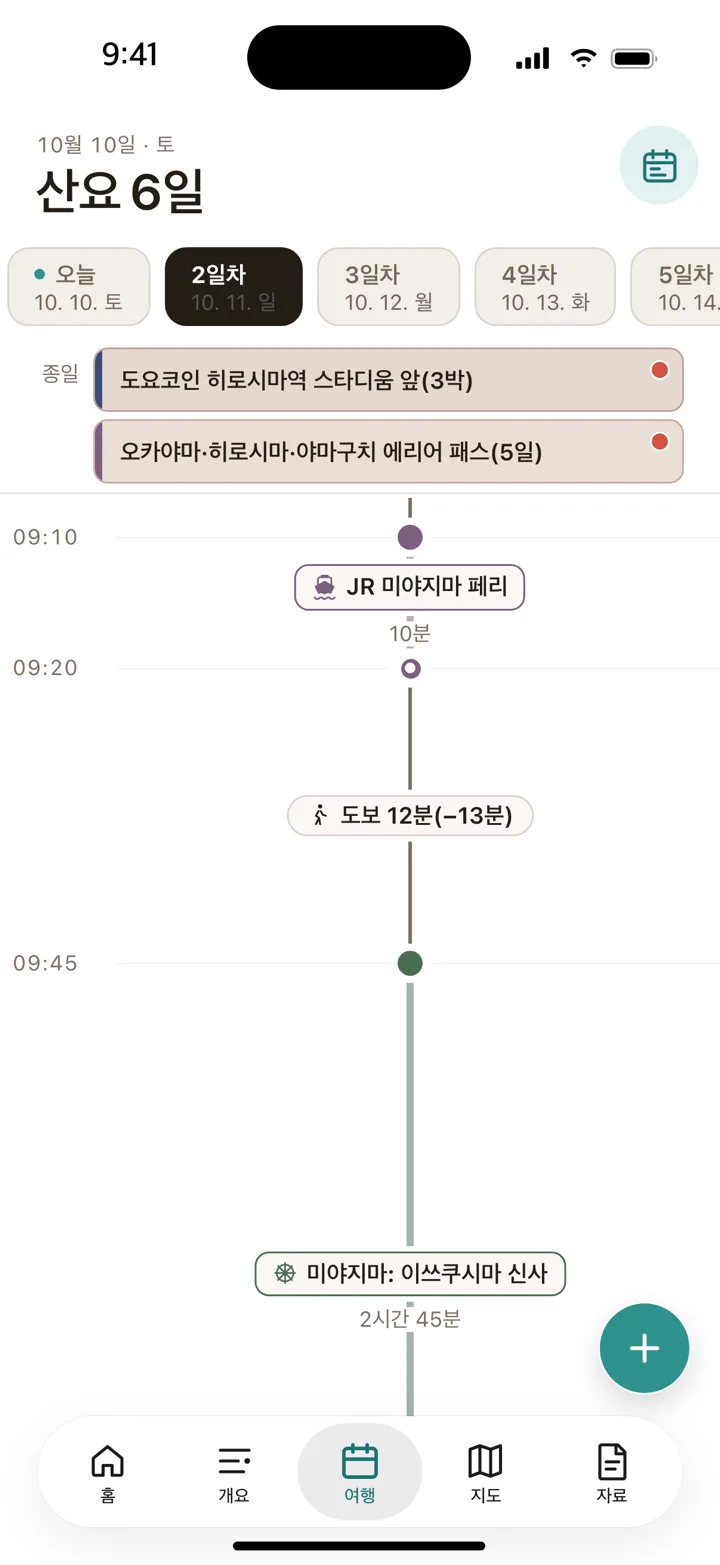 9:41
10월 10일 · 토
산요 6일
오늘
10. 10. 토
2일차
10. 11. 일
3일차
10. 12. 월
4일차
10. 13. 화
5일차
10. 14.
종일
도요코인 히로시마역 스타디움 앞(3박)
오카야마·히로시마·야마구치 에리어 패스(5일)
09:10
JR 미야지마 페리
10분
09:20
도보 12분(–13분)
09:45
미야지마: 이쓰쿠시마 신사
2시간 45분
홈
개요
여행
지도
자료